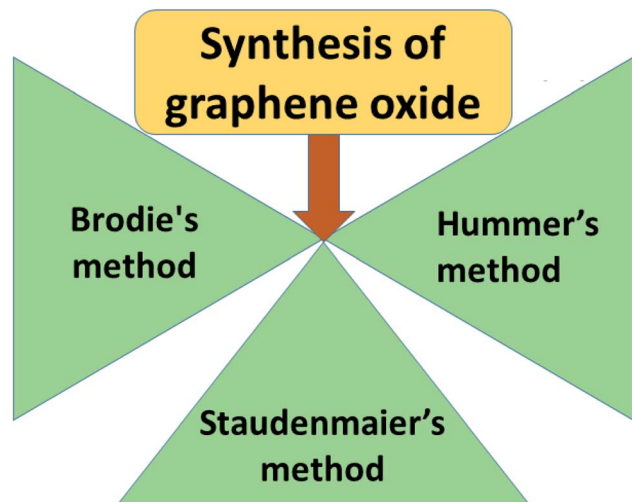 Synthesis of
graphene oxide
Brodie's
method
Hummer’s
method
Staudenmaier’s
method